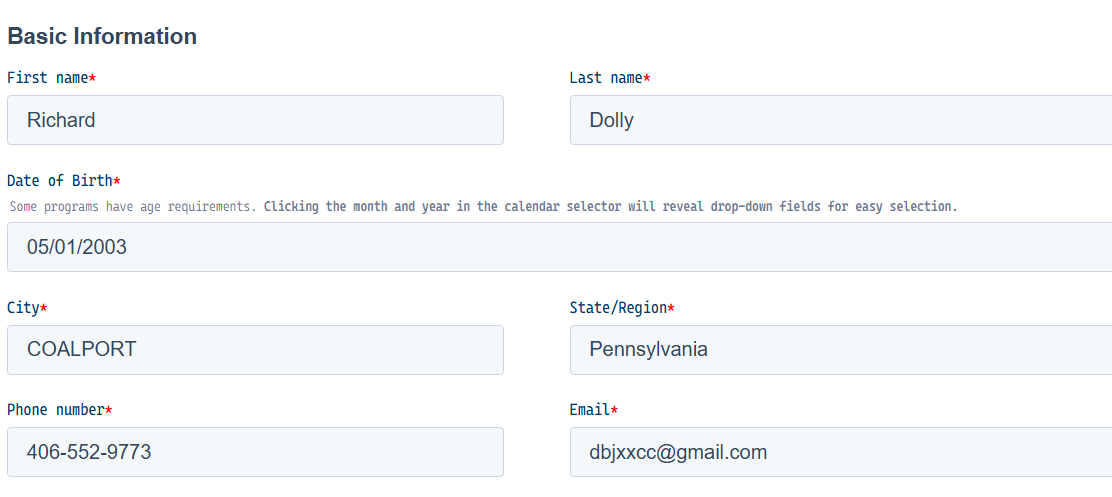 Basic Information
First name* Last name*
Richard Dolly
Date of Birth*
Some programs have age requirements. Clicking the month and year in the calendar selector will reveal drop-down fields for easy selection.
05/01/2003
City* State/Region*
COALPORT Pennsylvania
Phone number* Email*
406-552-9773 dbjxxcc@gmail.com